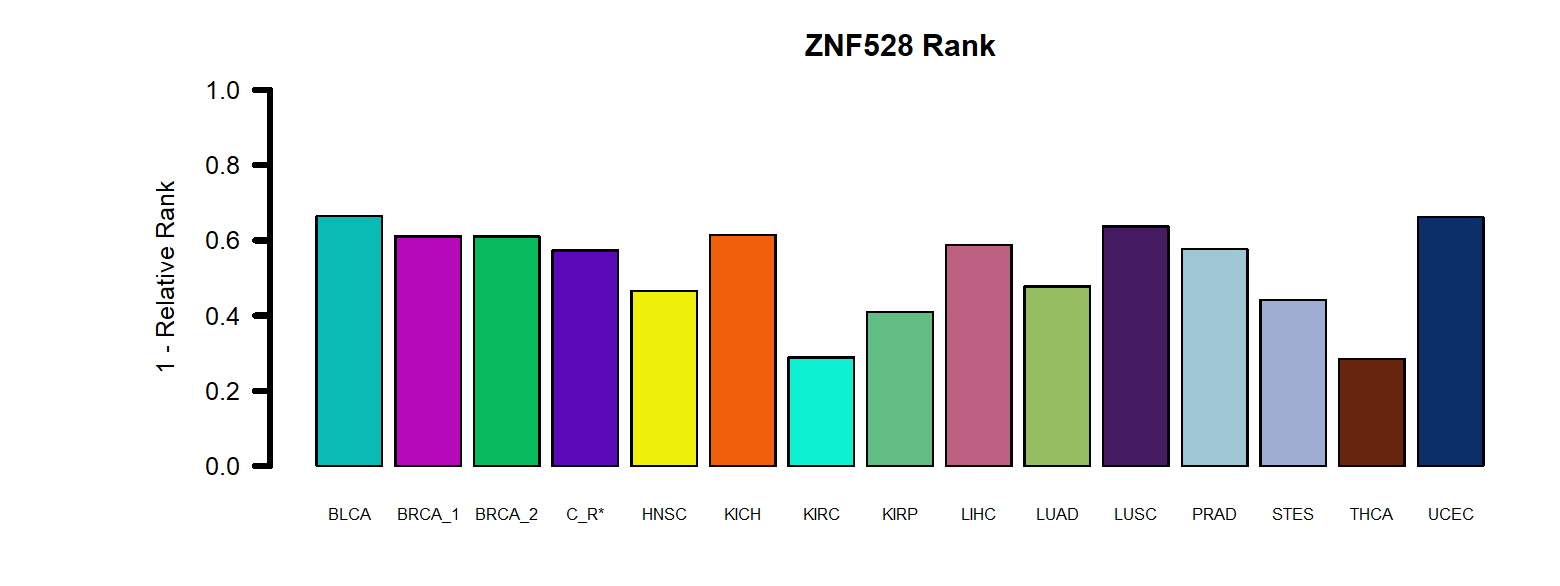 ZNF528 Rank
1.0
0.8
0.6
0.4
0.2
0.0
1 - Relative Rank
BLCA BRCA_1 BRCA_2 C_R* HNSC KICH KIRC KIRP LIHC LUAD LUSC PRAD STES THCA UCEC